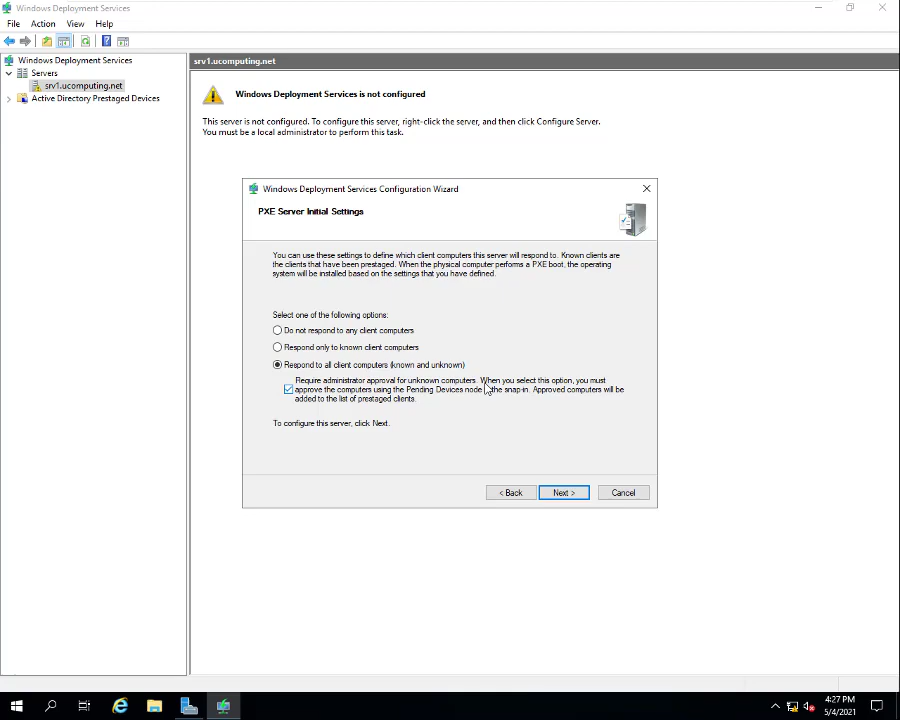 Windows Deployment Services
File Action View Help
Windows Deployment Services
Servers
srv1.ucomputing.net
Active Directory Prestaged Devices
srv1.ucomputing.net
Windows Deployment Services is not configured
This server is not configured. To configure this server, right-click the server, and then click Configure Server.
You must be a local administrator to perform this task.
Windows Deployment Services Configuration Wizard
PXE Server Initial Settings
You can use these settings to define which client computers this server will respond to. Known clients are
the clients that have been prestaged. When the physical computer performs a PXE boot, the operating
system will be installed based on the settings that you have defined.
Select one of the following options:
Do not respond to any client computers
Respond only to known client computers
Respond to all client computers (known and unknown)
Require administrator approval for unknown computers. When you select this option, you must
approve the computers using the Pending Devices node in the snap-in. Approved computers will be
added to the list of prestaged clients.
To configure this server, click Next.
< Back Next > Cancel
4:27 PM
5/4/2021